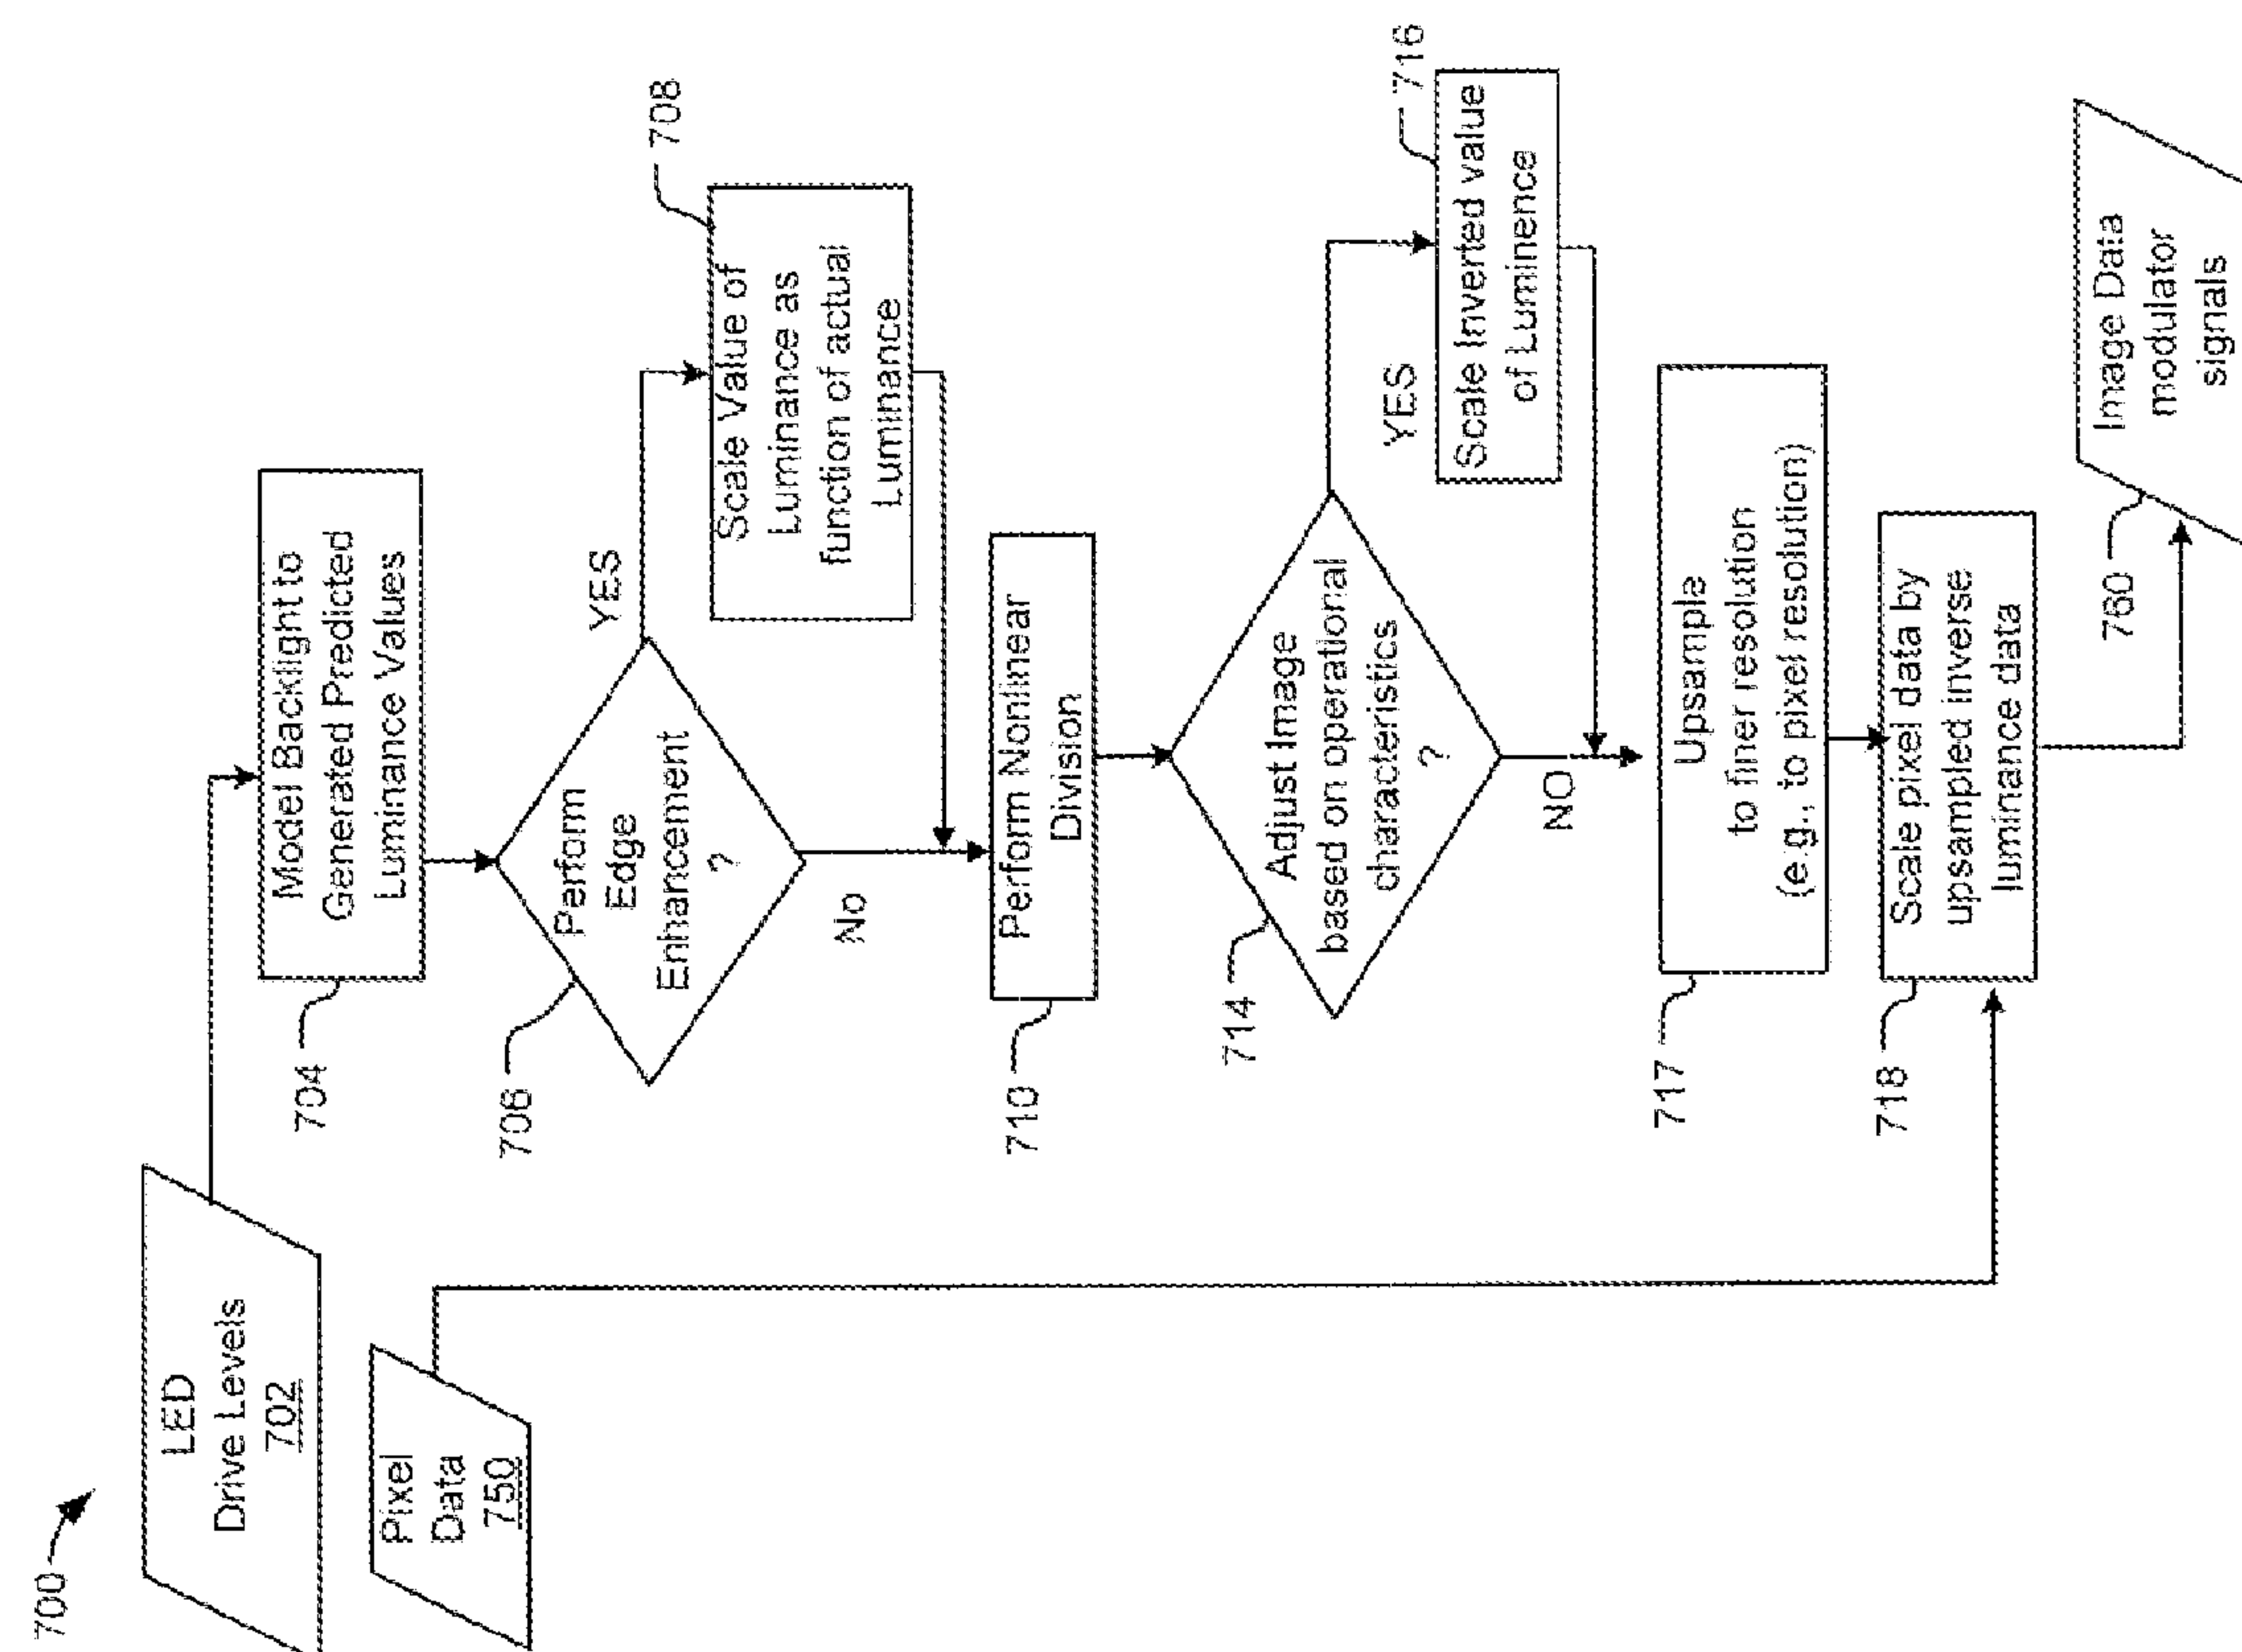 700
LED
Drive Levels
702
Pixel
Data
750
704
Model Backlight to
Generated Predicted
Luminance Values
706
Perform
Edge
Enhancement
?
YES
No
708
Scale Value of
Luminance as
function of actual
Luminance
710
Perform Nonlinear
Division
714
Adjust Image
based on operational
characteristics
?
YES
NO
716
Scale Inverted value
of Luminence
717
Upsample
to finer resolution
(e.g., to pixel resolution)
718
Scale pixel data by
upsampled inverse
luminance data
760
Image Data
modulator
signals